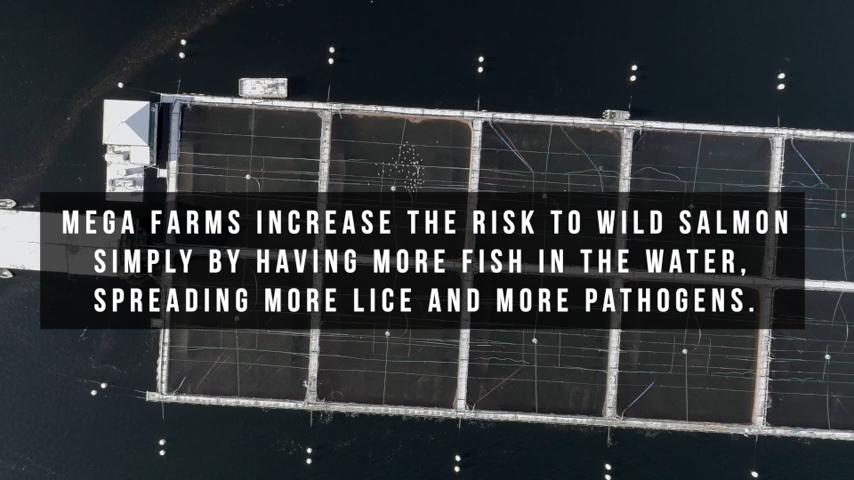 MEGA FARMS INCREASE THE RISK TO WILD SALMON
SIMPLY BY HAVING MORE FISH IN THE WATER,
SPREADING MORE LICE AND MORE PATHOGENS.